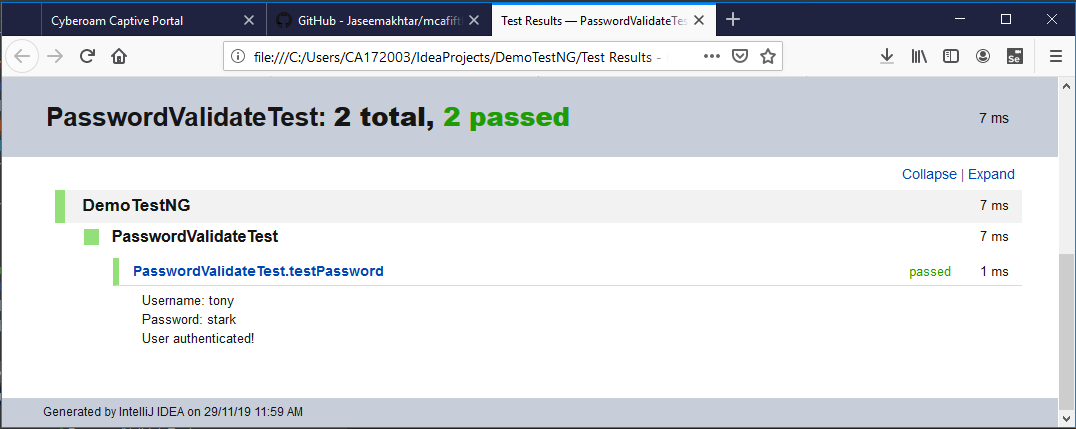 Cyberoam Captive Portal
GitHub - Jaseemakhtar/mcafift
Test Results — PasswordValidateTes
file:///C:/Users/CA172003/IdeaProjects/DemoTestNG/Test Results -
Se
PasswordValidateTest: 2 total, 2 passed
7 ms
Collapse | Expand
DemoTestNG
7 ms
PasswordValidateTest
7 ms
PasswordValidateTest.testPassword
passed
1 ms
Username: tony
Password: stark
User authenticated!
Generated by IntelliJ IDEA on 29/11/19 11:59 AM